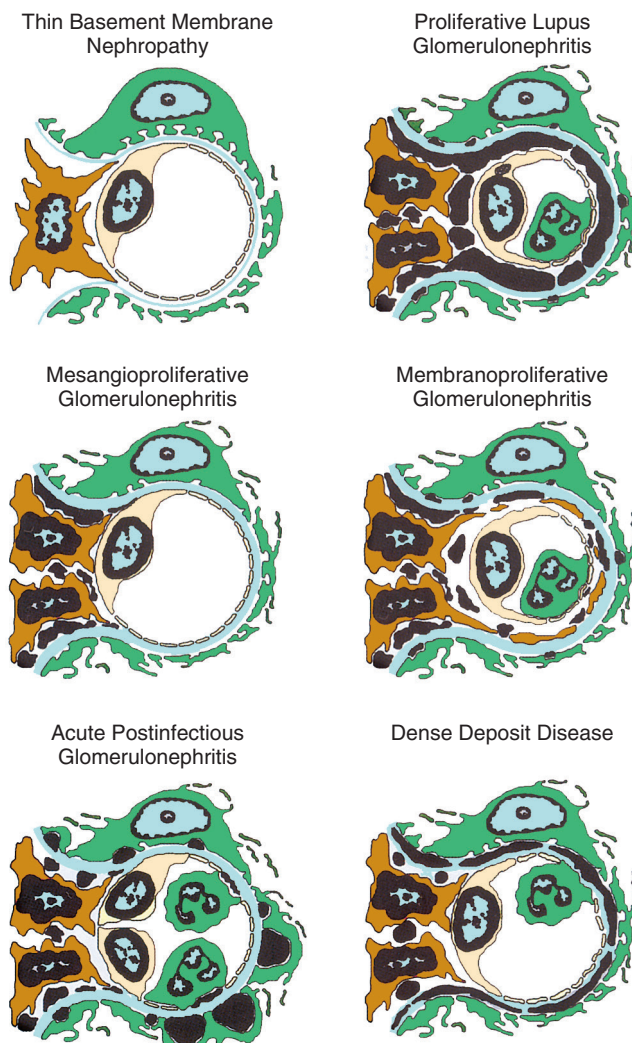 Thin Basement Membrane
Nephropathy
Proliferative Lupus
Glomerulonephritis
Mesangioproliferative
Glomerulonephritis
Membranoproliferative
Glomerulonephritis
Acute Postinfectious
Glomerulonephritis
Dense Deposit Disease